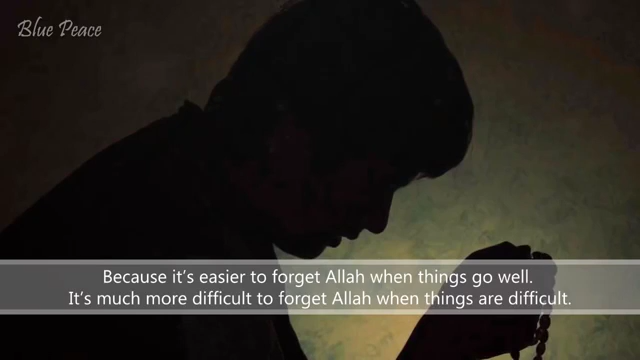 Blue Peace
Because it's easier to forget Allah when things go well.
It's much more difficult to forget Allah when things are difficult.